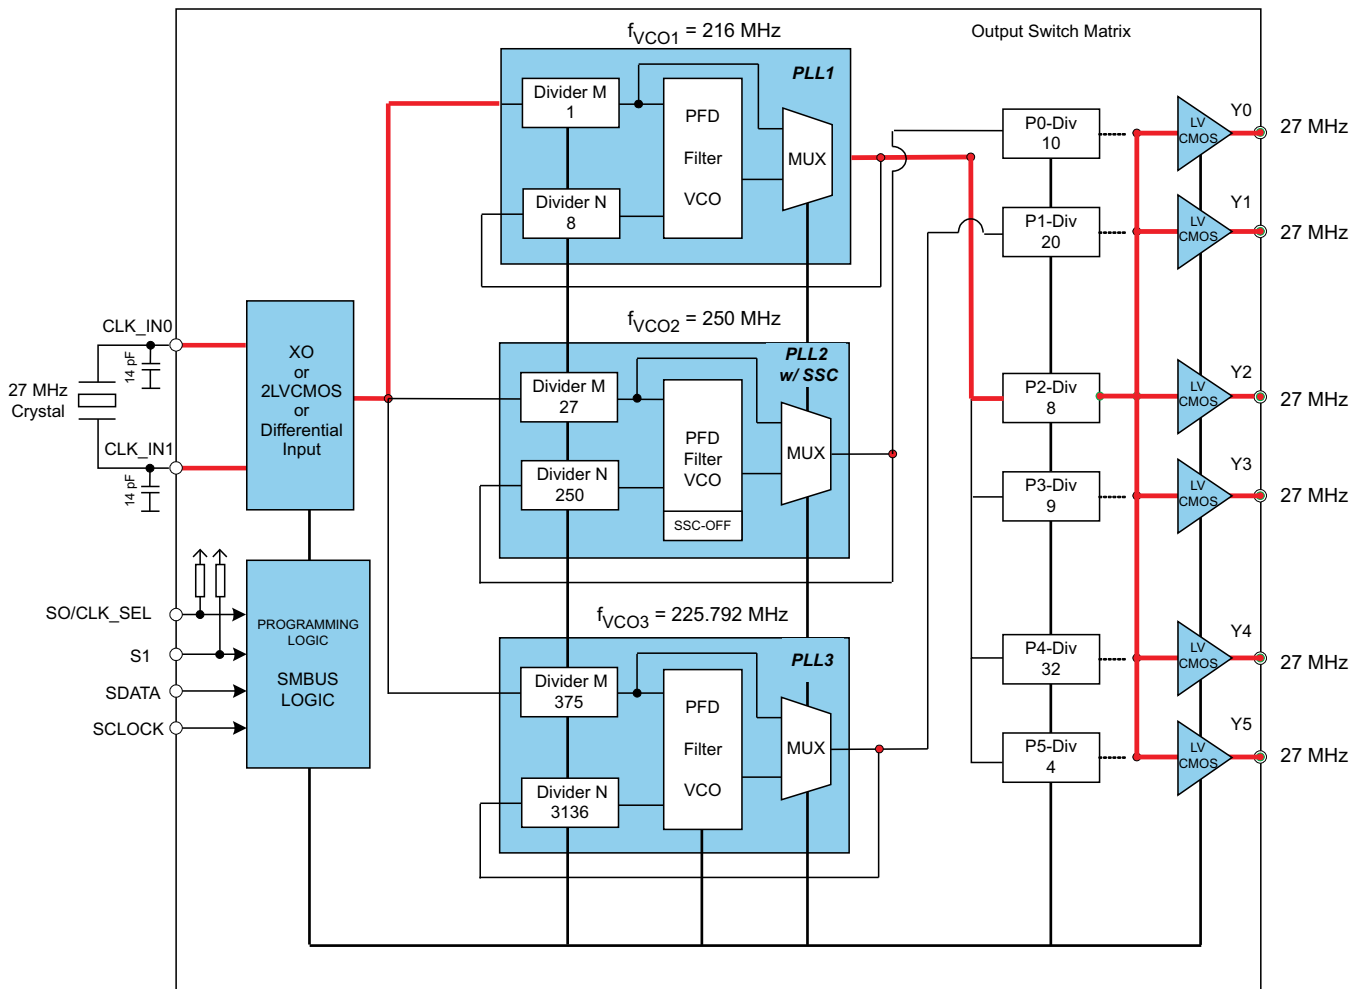 fVCO1 = 216 MHz
Output Switch Matrix
PLL1
Divider M
1
PFD
Filter
VCO
MUX
Divider N
8
P0-Div
10
LV
CMOS
Y0
27 MHz
P1-Div
20
LV
CMOS
Y1
27 MHz
CLK_IN0
14 pF
27 MHz
Crystal
CLK_IN1
14 pF
XO
or
2LVCMOS
or
Differential
Input
fVCO2 = 250 MHz
PLL2
w/ SSC
Divider M
27
PFD
Filter
VCO
SSC-OFF
MUX
Divider N
250
P2-Div
8
LV
CMOS
Y2
27 MHz
P3-Div
9
LV
CMOS
Y3
27 MHz
SO/CLK_SEL
S1
SDATA
SCLOCK
PROGRAMMING
LOGIC
SMBUS
LOGIC
fVCO3 = 225.792 MHz
PLL3
Divider M
375
PFD
Filter
VCO
MUX
Divider N
3136
P4-Div
32
LV
CMOS
Y4
27 MHz
P5-Div
4
LV
CMOS
Y5
27 MHz